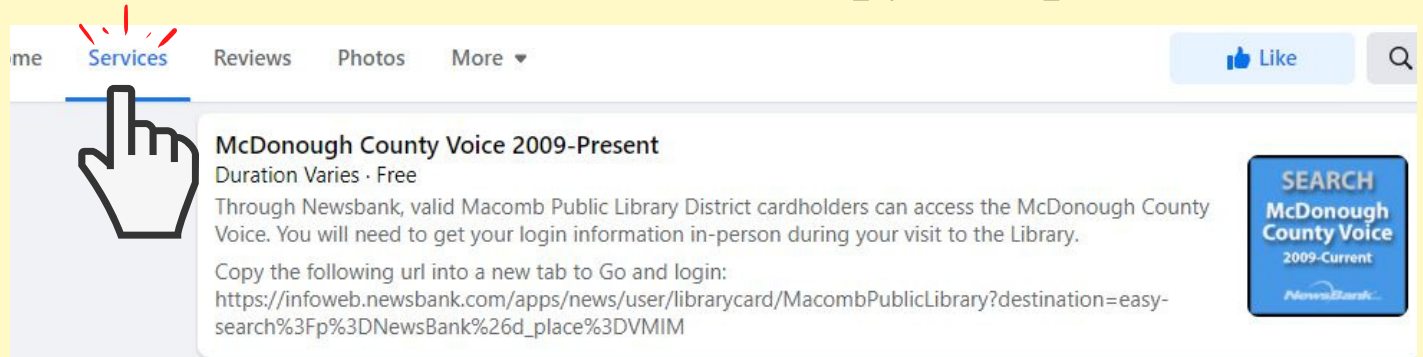 ome Services Reviews Photos More Like
McDonough County Voice 2009-Present
Duration Varies · Free
Through Newsbank, valid Macomb Public Library District cardholders can access the McDonough County
Voice. You will need to get your login information in-person during your visit to the Library.
Copy the following url into a new tab to Go and login:
https://infoweb.newsbank.com/apps/news/user/librarycard/MacombPublicLibrary?destination=easy-
search%3Fp%3DNewsBank%26d_place%3DVMIM
SEARCH
McDonough
County Voice
2009-Current
NewsBank